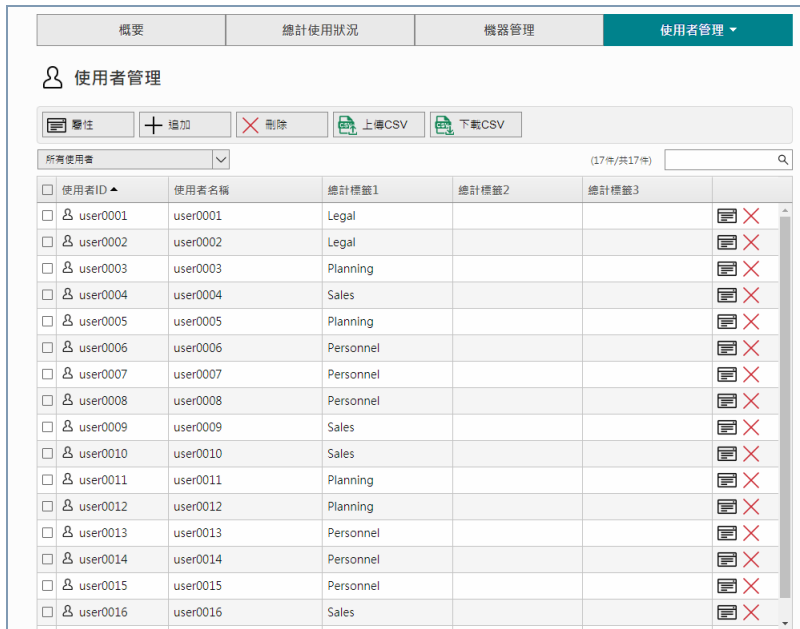 概要 總計使用狀況 機器管理 使用者管理
使用者管理
屬性 追加 刪除 上傳CSV 下載CSV
所有使用者 (17件/共17件)
使用者ID 使用者名稱 總計標籤1 總計標籤2 總計標籤3
user0001 user0001 Legal
user0002 user0002 Legal
user0003 user0003 Planning
user0004 user0004 Sales
user0005 user0005 Planning
user0006 user0006 Personnel
user0007 user0007 Personnel
user0008 user0008 Personnel
user0009 user0009 Sales
user0010 user0010 Sales
user0011 user0011 Planning
user0012 user0012 Planning
user0013 user0013 Personnel
user0014 user0014 Personnel
user0015 user0015 Personnel
user0016 user0016 Sales